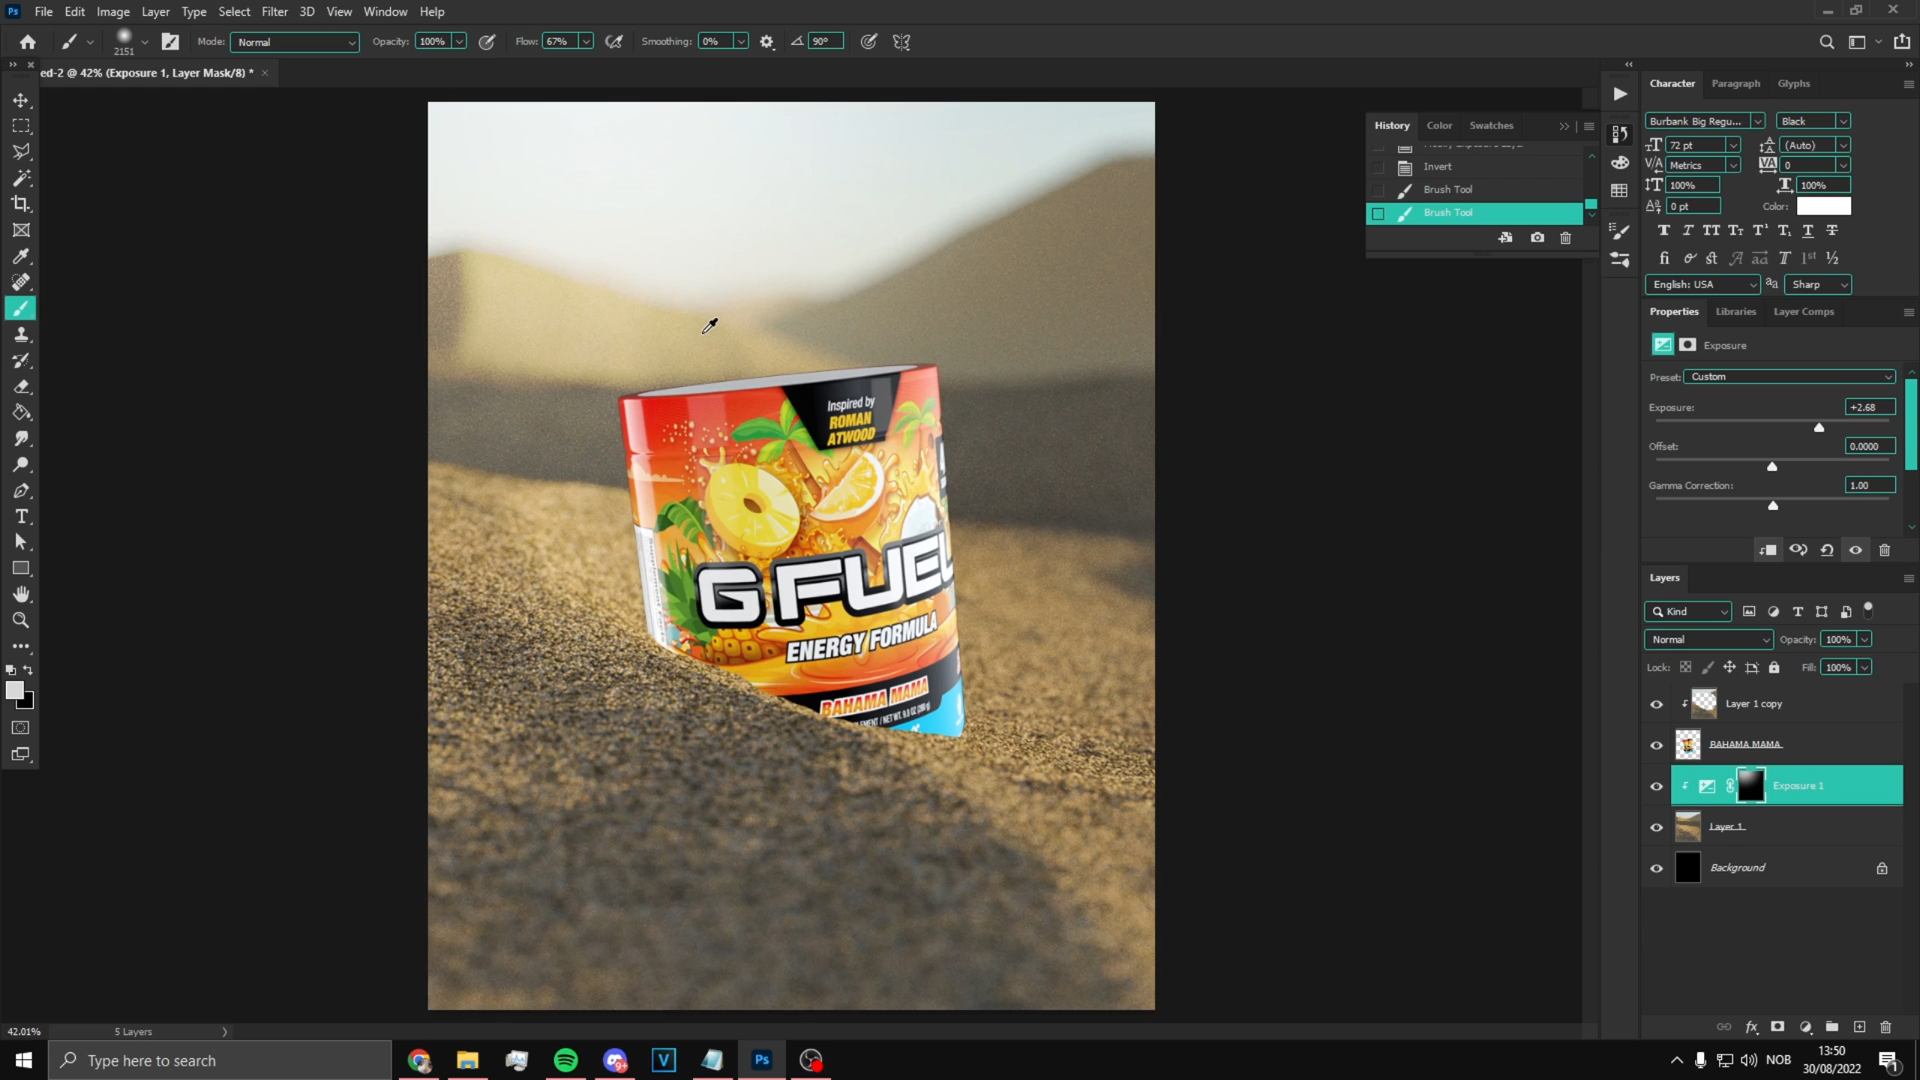 Ps File Edit Image Layer Type Select Filter 3D View Window Help
2151 Mode: Normal Opacity: 100% Flow: 67% Smoothing: 0% 90°
ed-2 @ 42% (Exposure 1, Layer Mask/8) * ×
History Color Swatches
Invert
Brush Tool
Brush Tool
Character Paragraph Glyphs
Burbank Big Regu... Black
72 pt (Auto)
Metrics 0
100% 100%
0 pt Color:
English: USA Sharp
Properties Libraries Layer Comps
Exposure
Preset: Custom
Exposure: +2.68
Offset: 0.0000
Gamma Correction: 1.00
Layers
Kind
Normal Opacity: 100%
Lock: Fill: 100%
Layer 1 copy
BAHAMA MAMA
Exposure 1
Layer 1
Background
Inspired by
ROMAN
ATWOOD
G FUEL
ENERGY FORMULA
BAHAMA MAMA
42.01% 5 Layers
Type here to search
V Ps NOB
13:50
30/08/2022